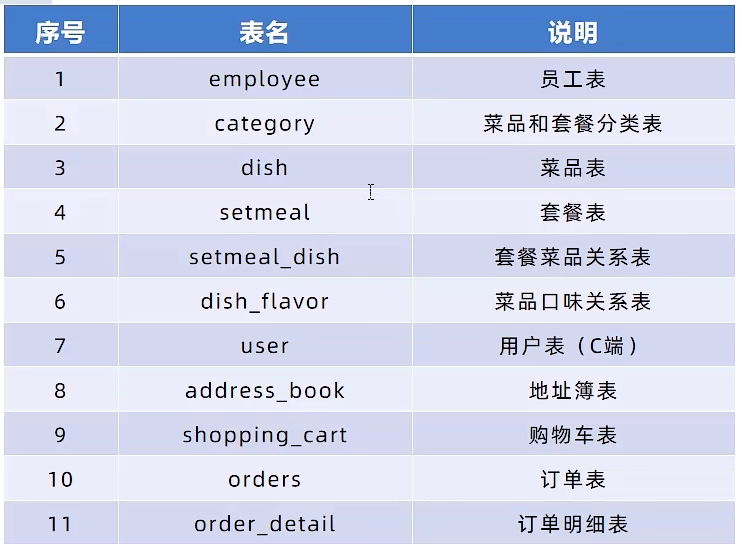 序号 表名 说明
1 employee 员工表
2 category 菜品和套餐分类表
3 dish 菜品表
4 setmeal 套餐表
5 setmeal_dish 套餐菜品关系表
6 dish_flavor 菜品口味关系表
7 user 用户表（C端）
8 address_book 地址簿表
9 shopping_cart 购物车表
10 orders 订单表
11 order_detail 订单明细表